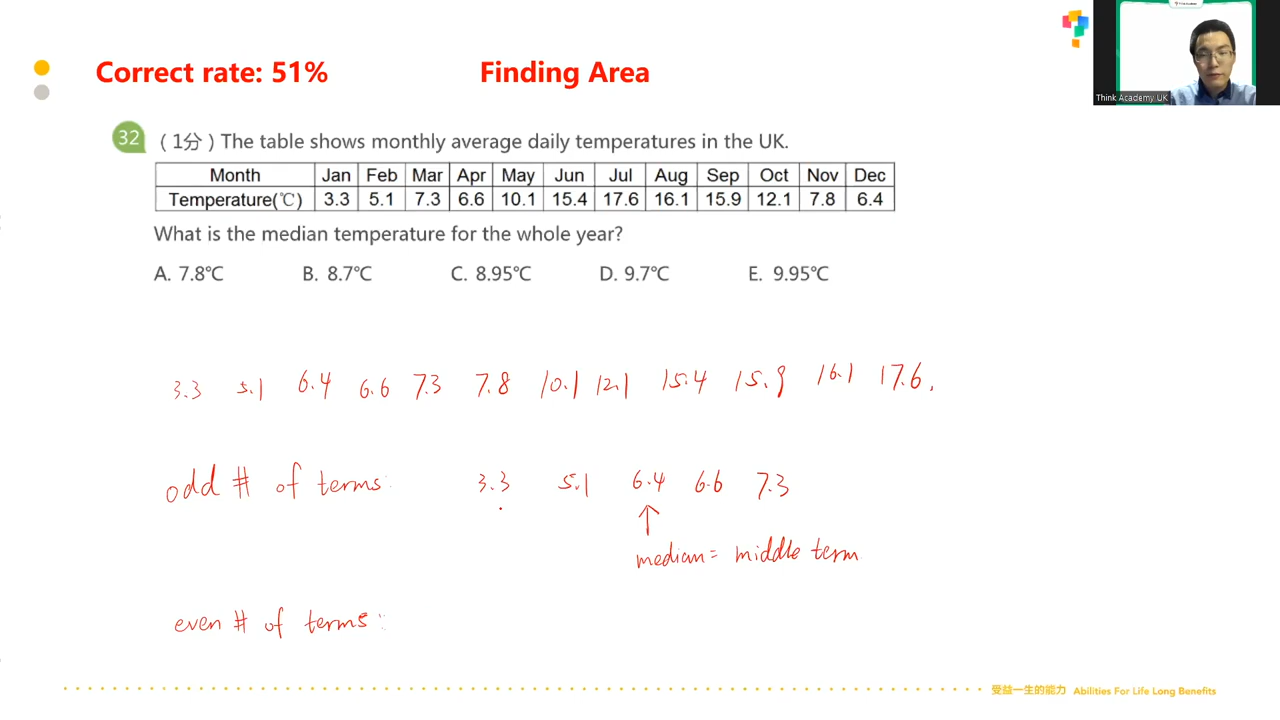 Think Academy UK
Correct rate: 51%
Finding Area
32 (1分) The table shows monthly average daily temperatures in the UK.
Month Jan Feb Mar Apr May Jun Jul Aug Sep Oct Nov Dec
Temperature(℃) 3.3 5.1 7.3 6.6 10.1 15.4 17.6 16.1 15.9 12.1 7.8 6.4
What is the median temperature for the whole year?
A. 7.8℃ B. 8.7℃ C. 8.95℃ D. 9.7℃ E. 9.95℃
3.3 5.1 6.4 6.6 7.3 7.8 10.1 12.1 15.4 15.9 16.1 17.6.
odd # of terms: 3.3 5.1 6.4 6.6 7.3
median = middle term
even # of terms:
受益一生的能力 Abilities For Life Long Benefits